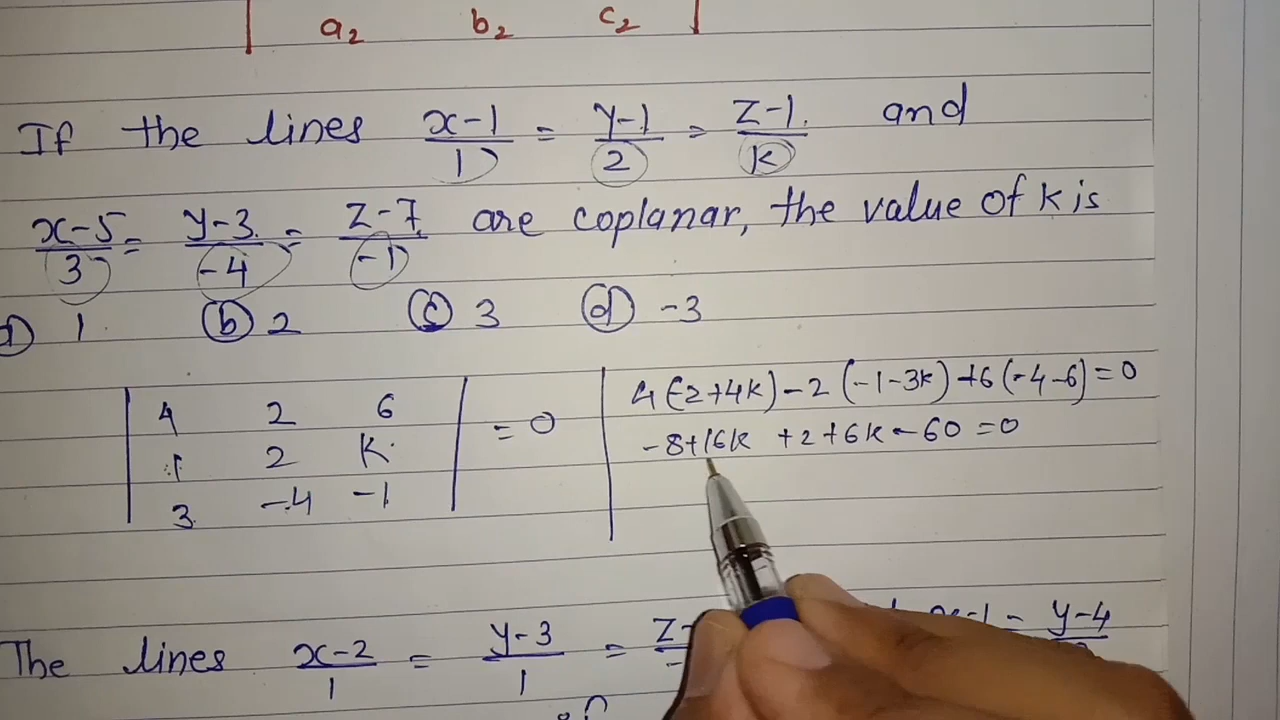 a₂ b₂ c₂
If the lines x-1/1 = y-1/2 = z-1/k and
x-5/3 = y-3/-4 = z-7/-1 are coplanar, the value of k is
1 (b) 2 (c) 3 (d) -3
| 4 2 6 | | 4(-2+4k)-2(-1-3k)+6(-4-6)=0
| 1 2 k | = 0 | -8+16k +2+6k-60=0
| 3 -4 -1 |
The lines x-2/1 = y-3/1 = x-1 = y-4